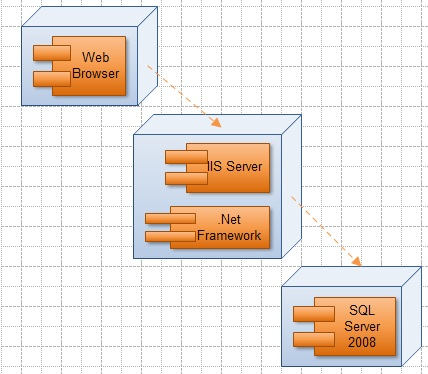 Web
Browser
IIS Server
.Net
Framework
SQL
Server
2008